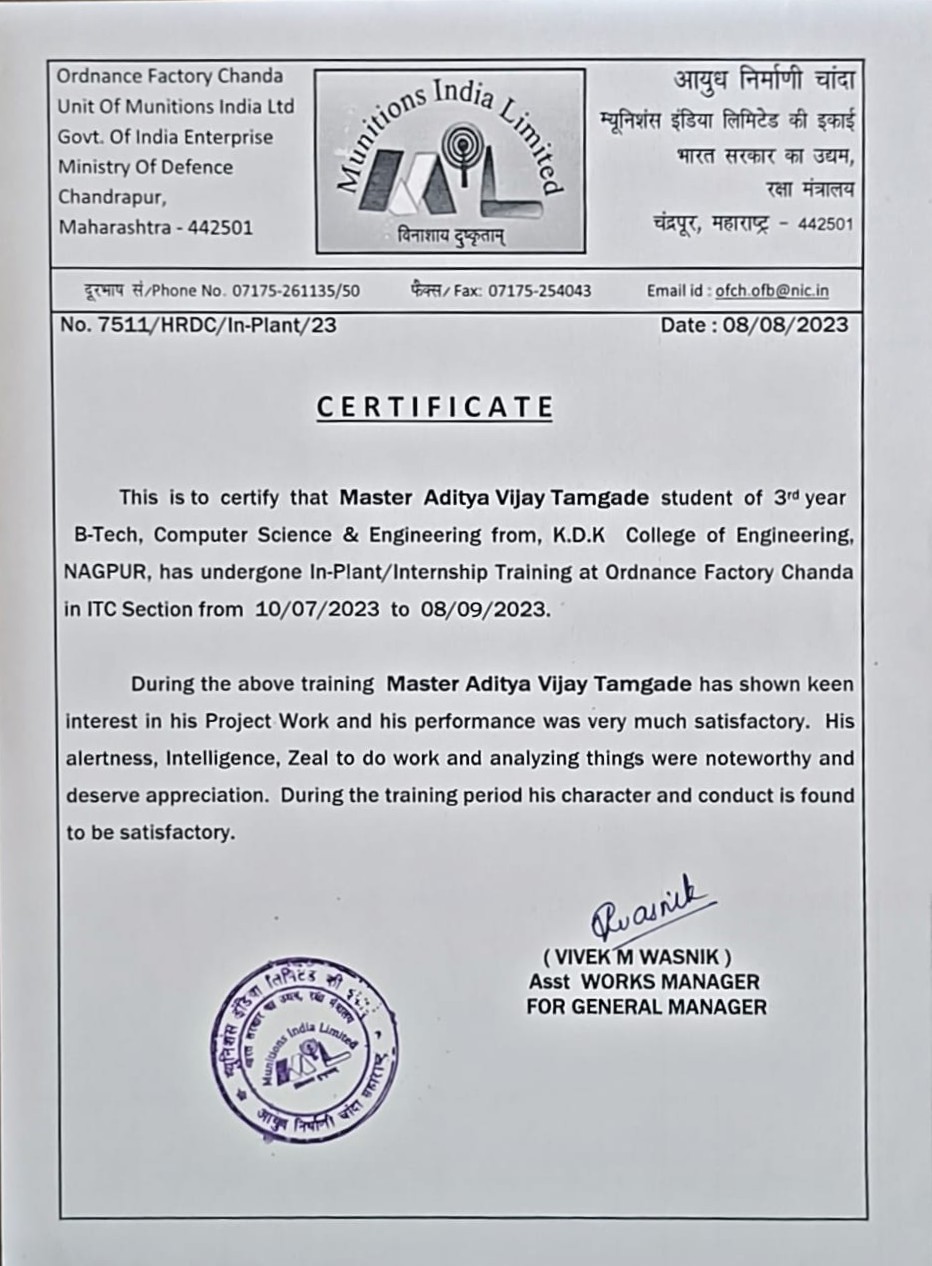 Ordnance Factory Chanda
Unit Of Munitions India Ltd
Govt. Of India Enterprise
Ministry Of Defence
Chandrapur,
Maharashtra - 442501
Munitions India Limited
विनाशाय दुष्कृताम्
आयुध निर्माणी चांदा
म्यूनिशंस इंडिया लिमिटेड की इकाई
भारत सरकार का उद्यम,
रक्षा मंत्रालय
चंद्रपूर, महाराष्ट्र - 442501
दूरभाष सं/Phone No. 07175-261135/50 फैक्स/ Fax: 07175-254043 Email id : ofch.ofb@nic.in
No. 7511/HRDC/In-Plant/23 Date : 08/08/2023
CERTIFICATE
This is to certify that Master Aditya Vijay Tamgade student of 3rd year
B-Tech, Computer Science & Engineering from, K.D.K College of Engineering,
NAGPUR, has undergone In-Plant/Internship Training at Ordnance Factory Chanda
in ITC Section from 10/07/2023 to 08/09/2023.
During the above training Master Aditya Vijay Tamgade has shown keen
interest in his Project Work and his performance was very much satisfactory. His
alertness, Intelligence, Zeal to do work and analyzing things were noteworthy and
deserve appreciation. During the training period his character and conduct is found
to be satisfactory.
( VIVEK M WASNIK )
Asst WORKS MANAGER
FOR GENERAL MANAGER
म्यूनिशंस इंडिया लिमिटेड की
भारत सरकार का उद्यम, रक्षा मंत्रालय
Munitions India Limited
आयुध निर्माणी चांदा महाराष्ट्र